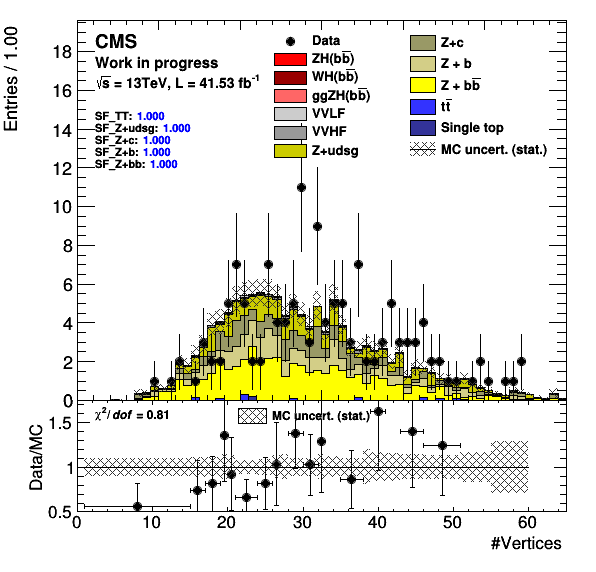 CMS
Work in progress
√s = 13TeV, L = 41.53 fb⁻¹
SF_TT: 1.000
SF_Z+udsg: 1.000
SF_Z+c: 1.000
SF_Z+b: 1.000
SF_Z+bb: 1.000
Data
ZH(bb̅)
WH(bb̅)
ggZH(bb̅)
VVLF
VVHF
Z+udsg
Z+c
Z + b
Z + bb̅
tt̅
Single top
MC uncert. (stat.)
Entries / 1.00
18
16
14
12
10
8
6
4
2
0
χ²/dof = 0.81
MC uncert. (stat.)
Data/MC
1.5
1
0.5
0 10 20 30 40 50 60
#Vertices